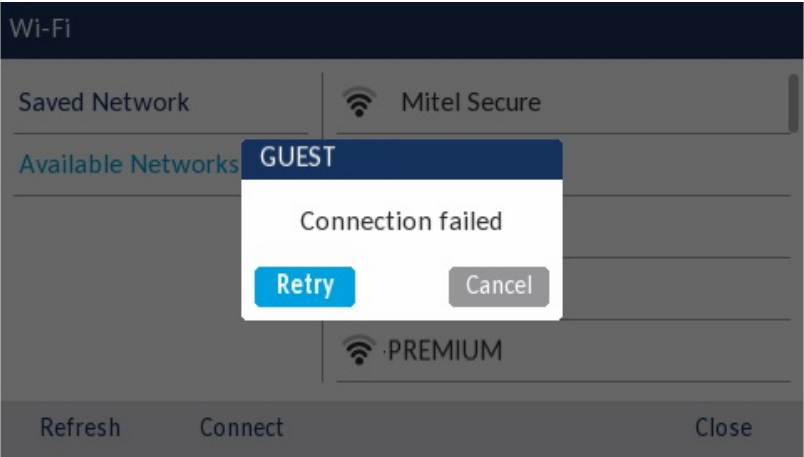 Wi-Fi
Saved Network
Mitel Secure
Available Networks
GUEST
Connection failed
Retry
Cancel
·PREMIUM
Refresh
Connect
Close